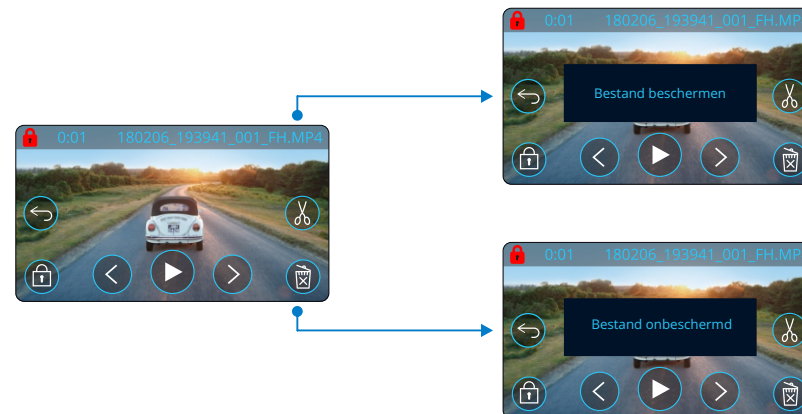 0:01 180206_193941_001_FH.MP4
0:01 180206_193941_001_FH.MP
Bestand beschermen
0:01 180206_193941_001_FH.MP
Bestand onbeschermd